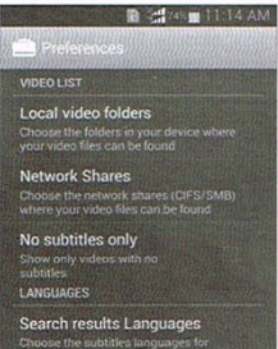 74% 11:14 AM
Preferences
VIDEO LIST
Local video folders
Choose the folders in your device where
your video files can be found
Network Shares
Choose the network shares (CIFS/SMB)
where your video files can be found
No subtitles only
Show only videos with no
subtitles
LANGUAGES
Search results Languages
Choose the subtitles languages for